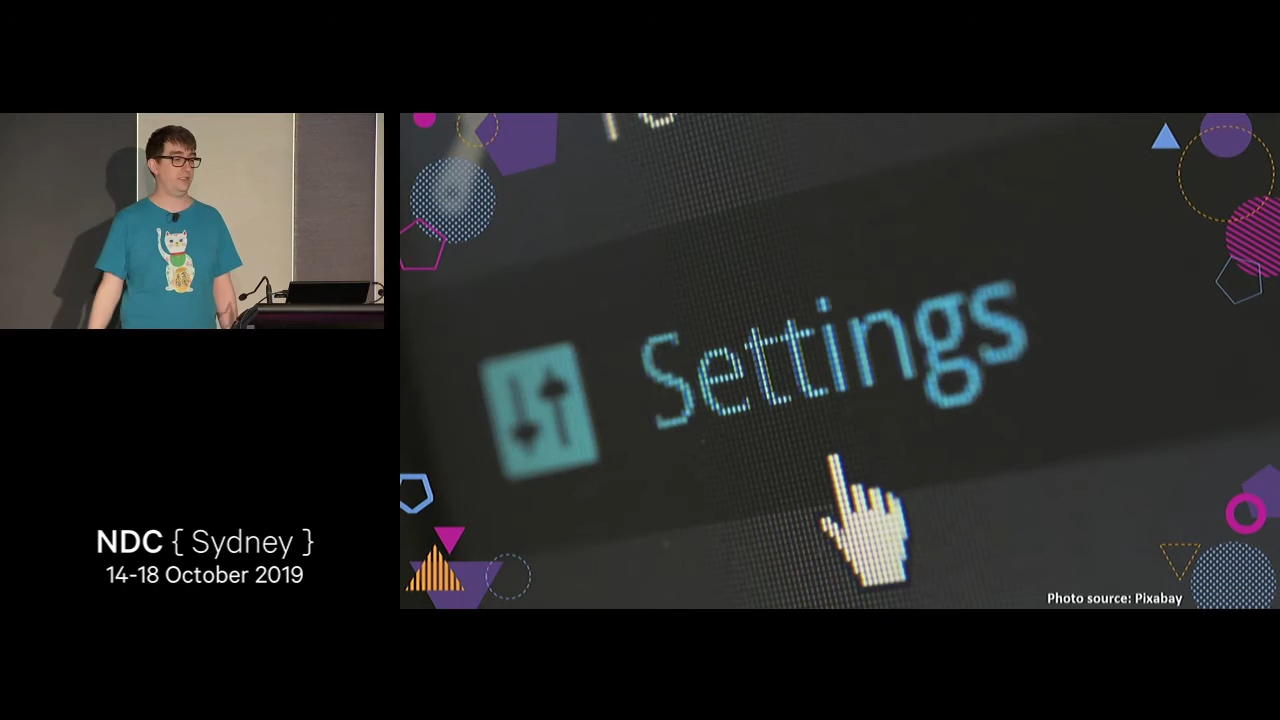 Settings
Photo source: Pixabay
NDC { Sydney }
14-18 October 2019